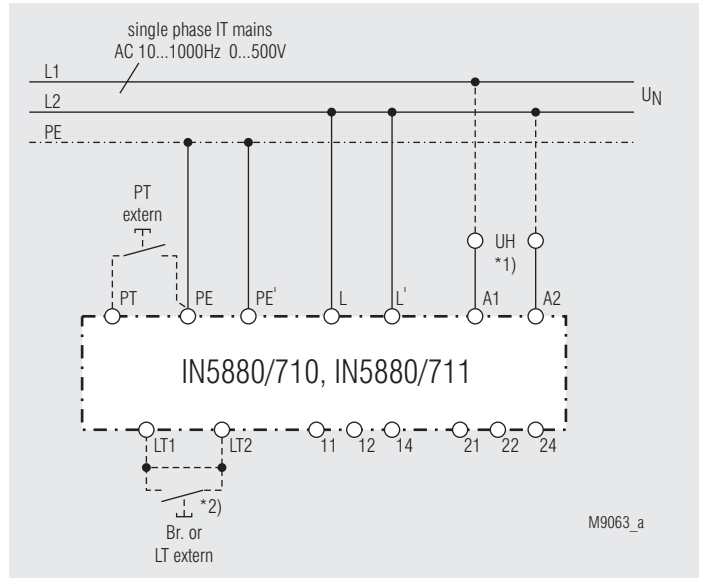 single phase IT mains
AC 10...1000Hz 0...500V
L1
UN
L2
PE
PT
extern
UH
*1)
PT PE PE' L L' A1 A2
IN5880/710, IN5880/711
LT1 LT2 11 12 14 21 22 24
*2)
Br. or
LT extern
M9063_a